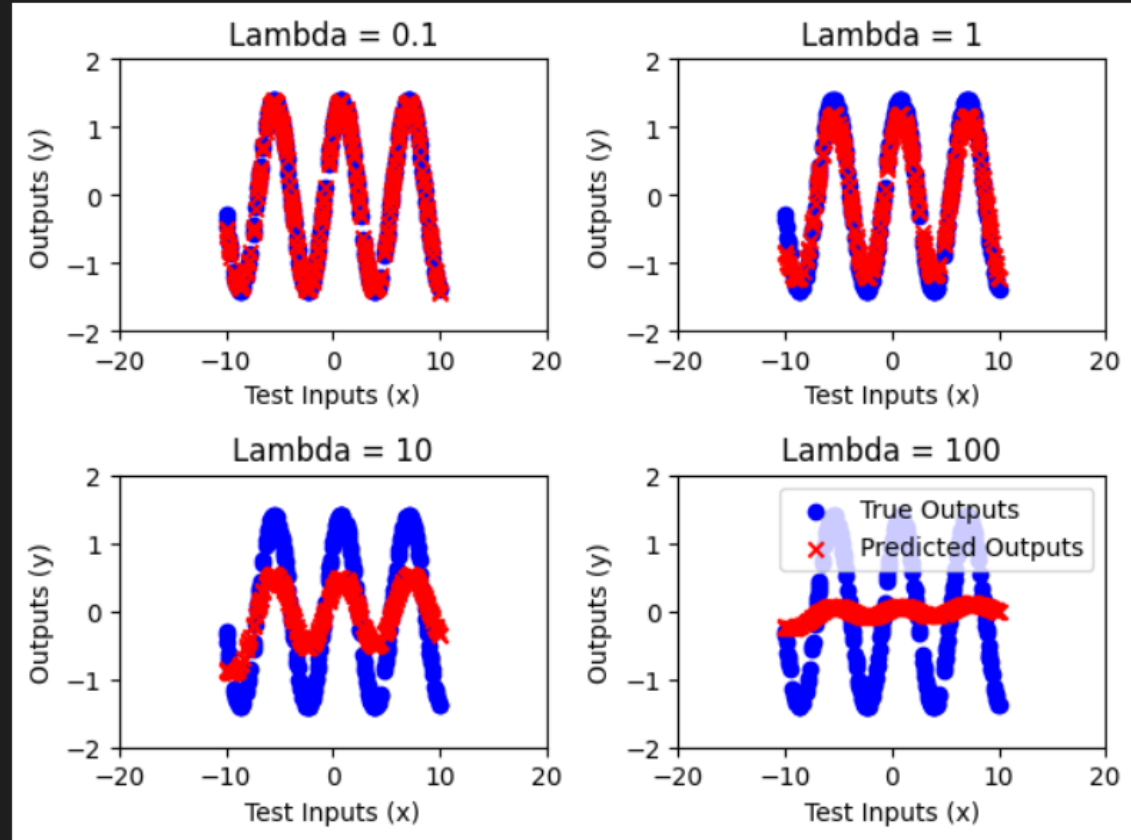 Lambda = 0.1
2
1
0
−1
−2
Outputs (y)
−20 −10 0 10 20
Test Inputs (x)
Lambda = 1
2
1
0
−1
−2
Outputs (y)
−20 −10 0 10 20
Test Inputs (x)
Lambda = 10
2
1
0
−1
−2
Outputs (y)
−20 −10 0 10 20
Test Inputs (x)
Lambda = 100
True Outputs
Predicted Outputs
2
1
0
−1
−2
Outputs (y)
−20 −10 0 10 20
Test Inputs (x)